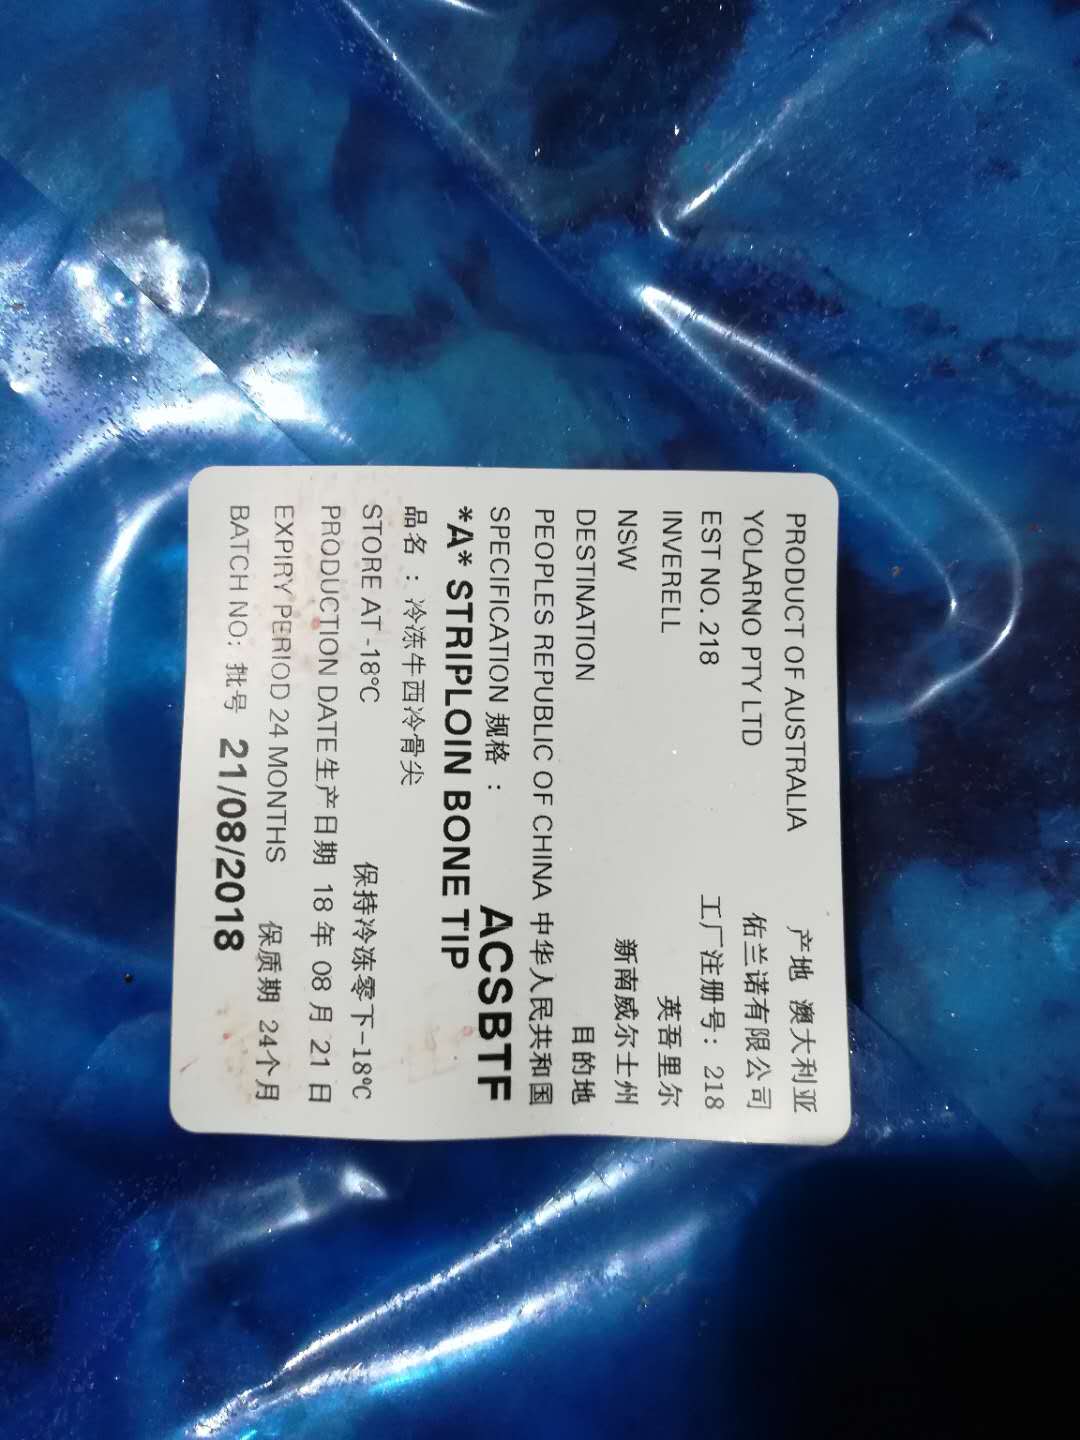 PRODUCT OF AUSTRALIA 产地 澳大利亚
YOLARNO PTY LTD 佑兰诺有限公司
EST NO. 218 工厂注册号: 218
INVERELL 英吾里尔
NSW 新南威尔士州
DESTINATION 目的地
PEOPLES REPUBLIC OF CHINA 中华人民共和国
SPECIFICATION 规格: ACSBTF
*A* STRIPLOIN BONE TIP
品名:冷冻牛西冷骨尖
STORE AT -18℃ 保持冷冻零下-18℃
PRODUCTION DATE生产日期 18 年 08 月 21 日
EXPIRY PERIOD 24 MONTHS 保质期 24个月
BATCH NO: 批号 21/08/2018